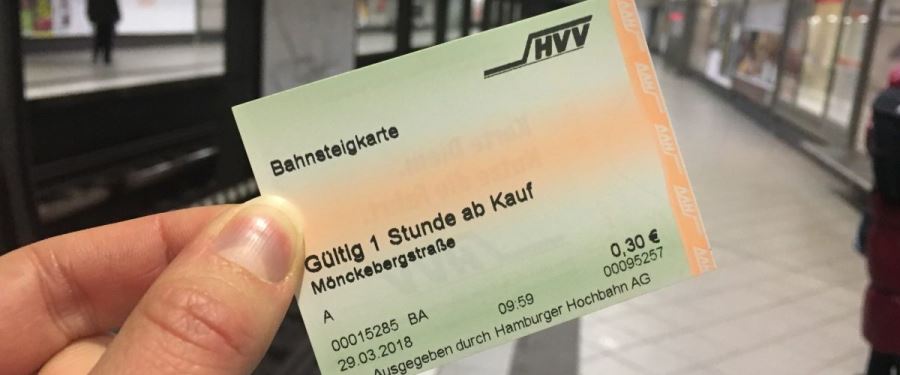 HVV
Bahnsteigkarte
Gültig 1 Stunde ab Kauf
Mönckebergstraße
0,30 €
A
00015285 BA
09:59
00095257
29.03.2018
Ausgegeben durch Hamburger Hochbahn AG